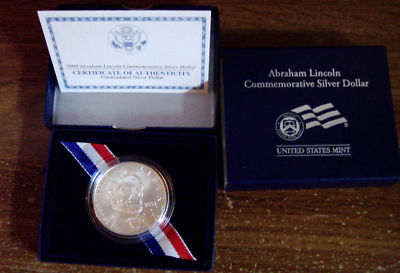 2009 Abraham Lincoln Commemorative Silver Dollar
CERTIFICATE OF AUTHENTICITY
Uncirculated Silver Dollar
Abraham Lincoln
Commemorative Silver Dollar
UNITED STATES MINT